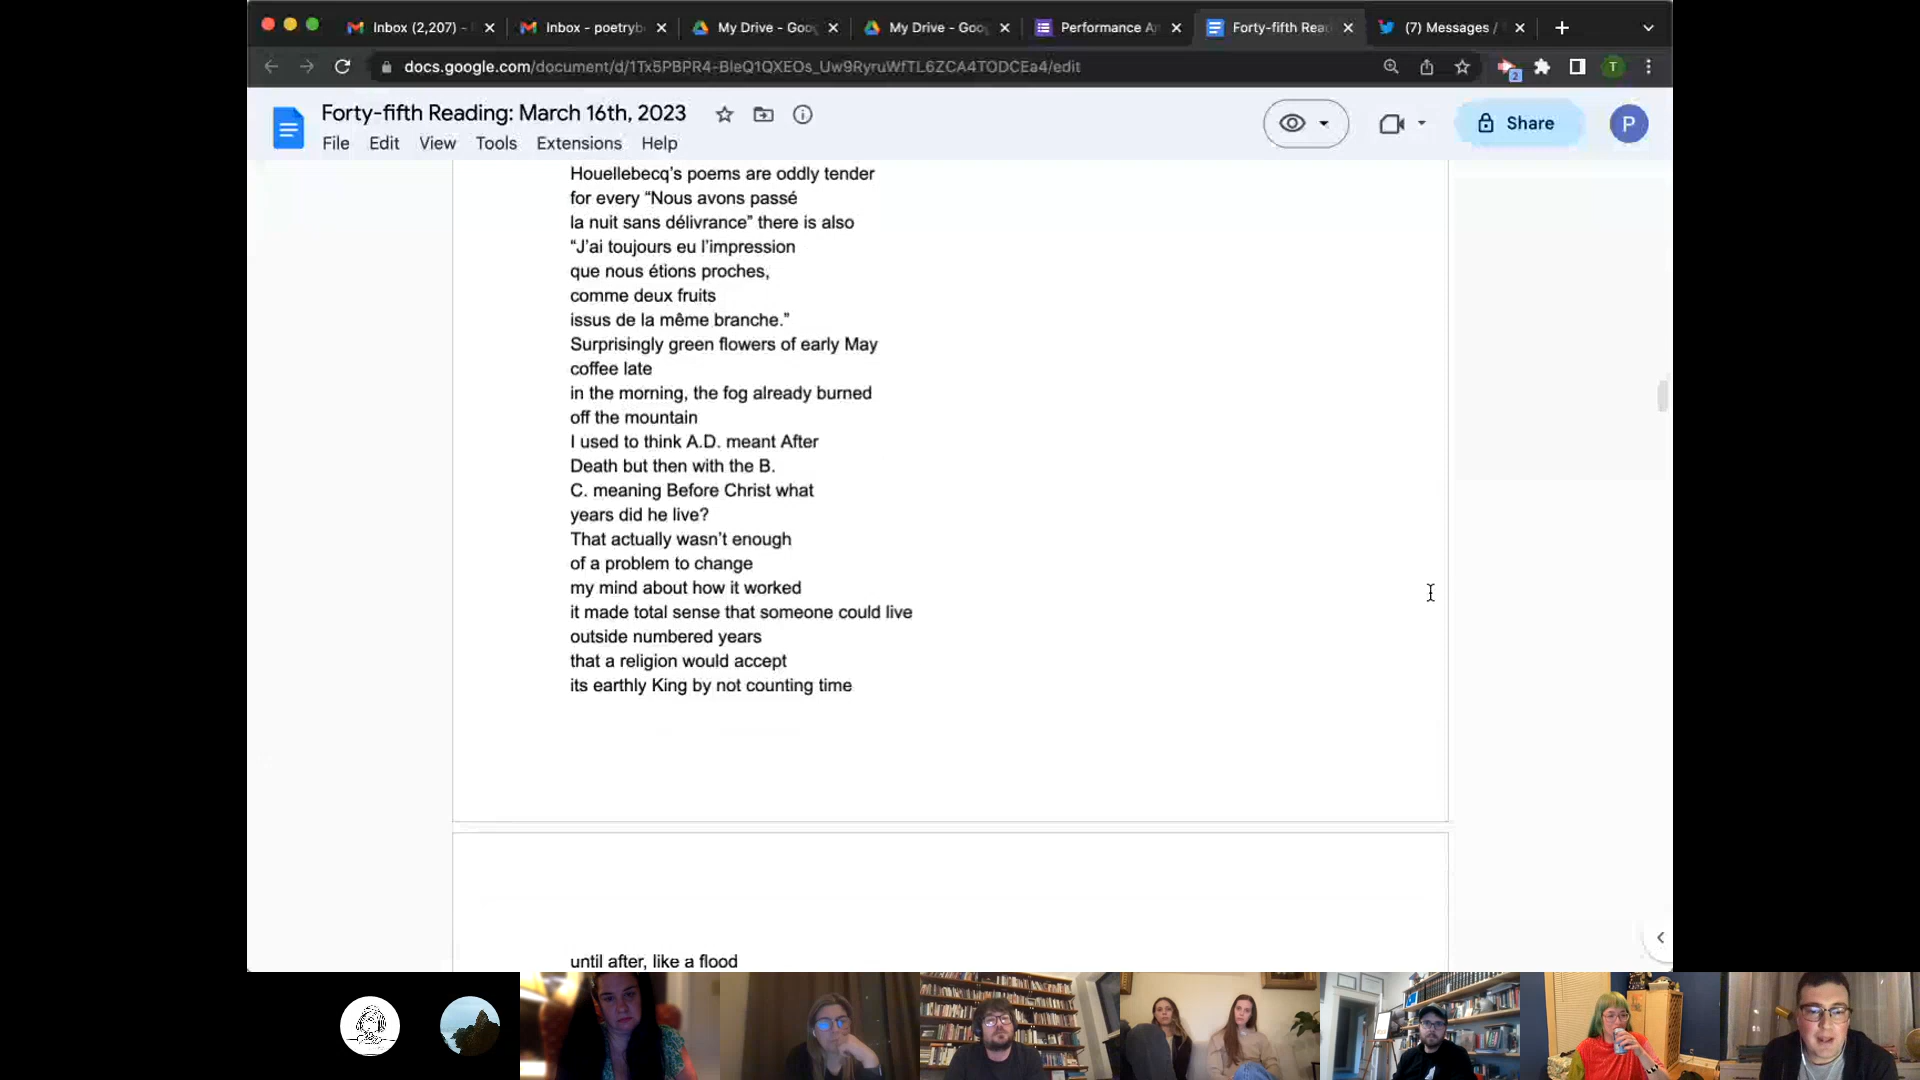 Inbox (2,207) -
Inbox - poetryb
My Drive - Goo
My Drive - Goo
Performance A
Forty-fifth Rea
(7) Messages /
docs.google.com/document/d/1Tx5PBPR4-BleQ1QXEOs_Uw9RyruWfTL6ZCA4TODCEa4/edit
2
T
Forty-fifth Reading: March 16th, 2023
Share
P
File Edit View Tools Extensions Help
Houellebecq’s poems are oddly tender
for every “Nous avons passé
la nuit sans délivrance” there is also
“J’ai toujours eu l’impression
que nous étions proches,
comme deux fruits
issus de la même branche.”
Surprisingly green flowers of early May
coffee late
in the morning, the fog already burned
off the mountain
I used to think A.D. meant After
Death but then with the B.
C. meaning Before Christ what
years did he live?
That actually wasn’t enough
of a problem to change
my mind about how it worked
it made total sense that someone could live
outside numbered years
that a religion would accept
its earthly King by not counting time
until after, like a flood